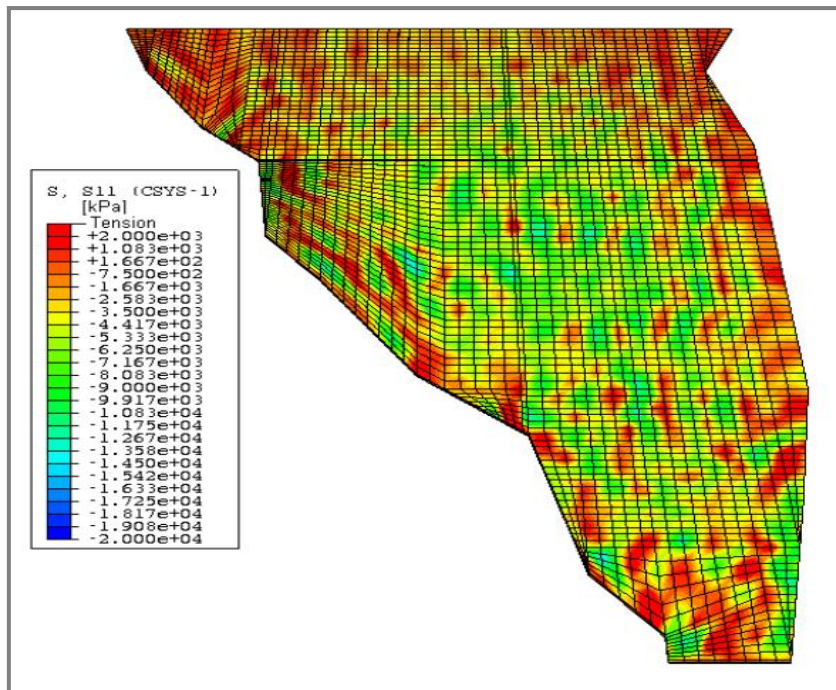 S, S11 (CSYS-1)
[kPa]
Tension
+2.000e+03
+1.083e+03
+1.667e+02
-7.500e+02
-1.667e+03
-2.583e+03
-3.500e+03
-4.417e+03
-5.333e+03
-6.250e+03
-7.167e+03
-8.083e+03
-9.000e+03
-9.917e+03
-1.083e+04
-1.175e+04
-1.267e+04
-1.358e+04
-1.450e+04
-1.542e+04
-1.633e+04
-1.725e+04
-1.817e+04
-1.908e+04
-2.000e+04